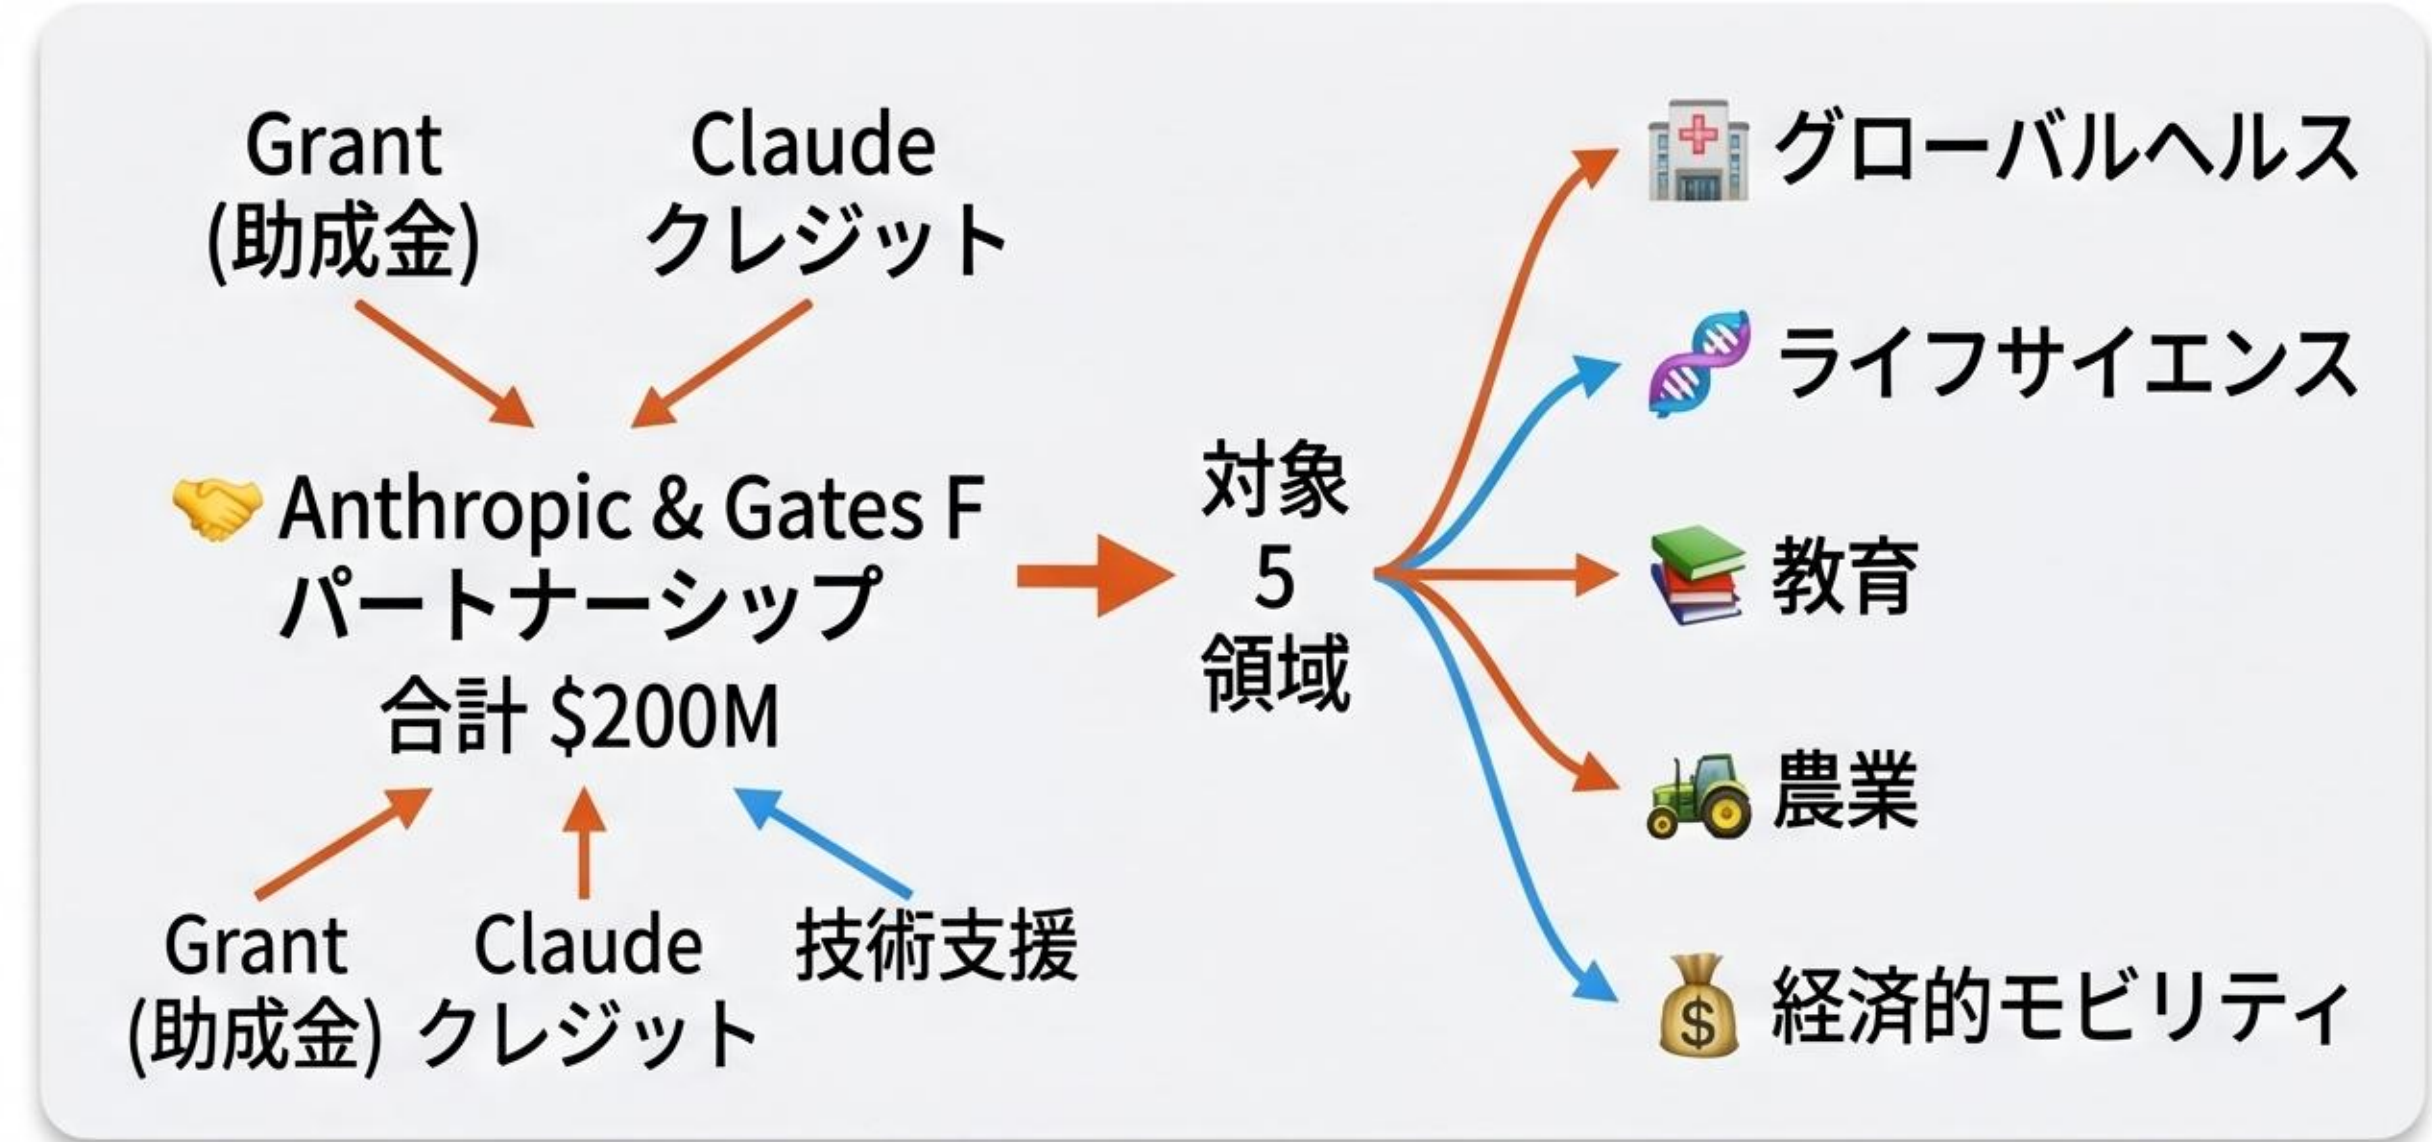 Grant
(助成金)
Claude
クレジット
Anthropic & Gates F
パートナーシップ
合計 $200M
Grant
(助成金)
Claude
クレジット
技術支援
対象
5
領域
グローバルヘルス
ライフサイエンス
教育
農業
$
経済的モビリティ